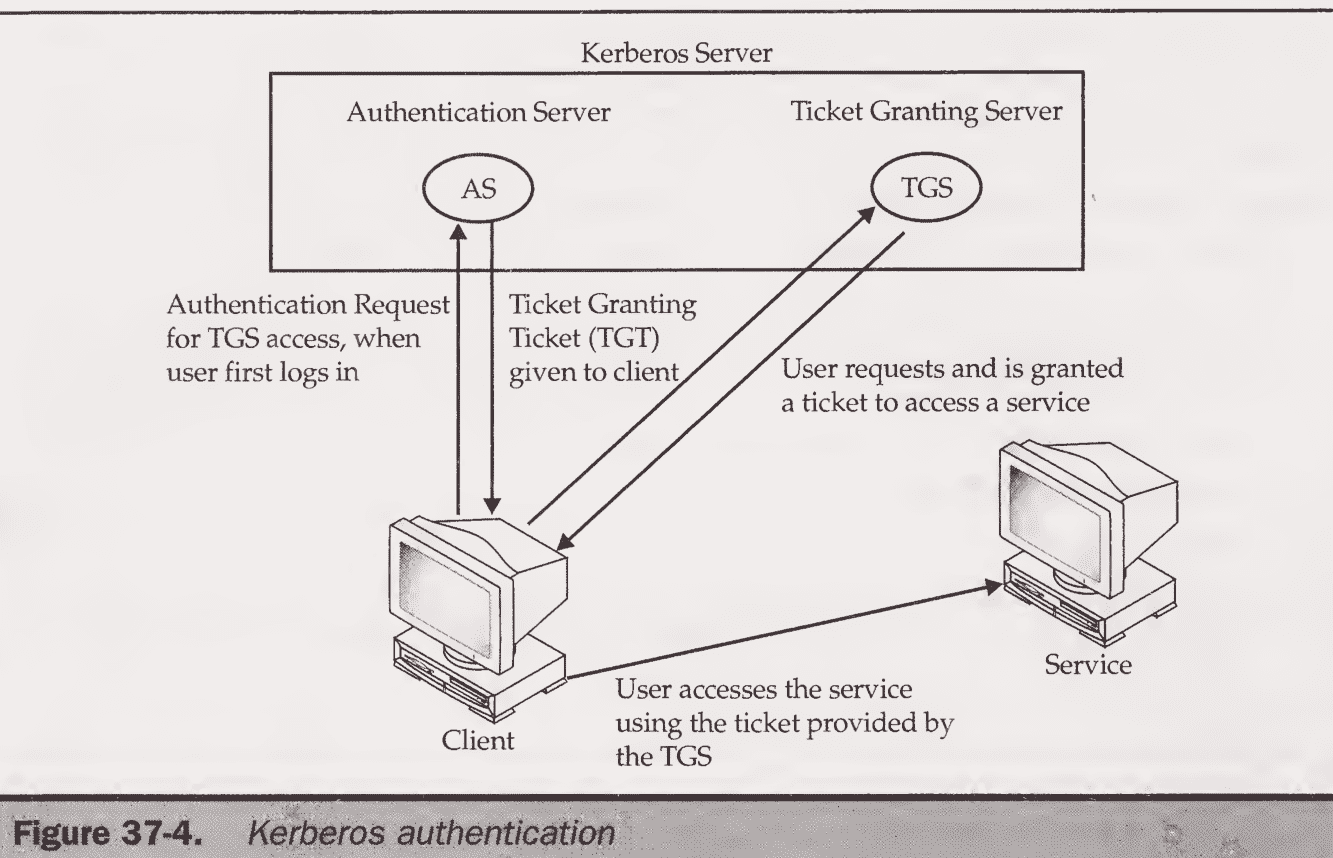 Kerberos Server
Authentication Server
Ticket Granting Server
AS
TGS
Authentication Request
for TGS access, when
user first logs in
Ticket Granting
Ticket (TGT)
given to client
User requests and is granted
a ticket to access a service
Service
User accesses the service
using the ticket provided by
the TGS
Client
Figure 37-4. Kerberos authentication